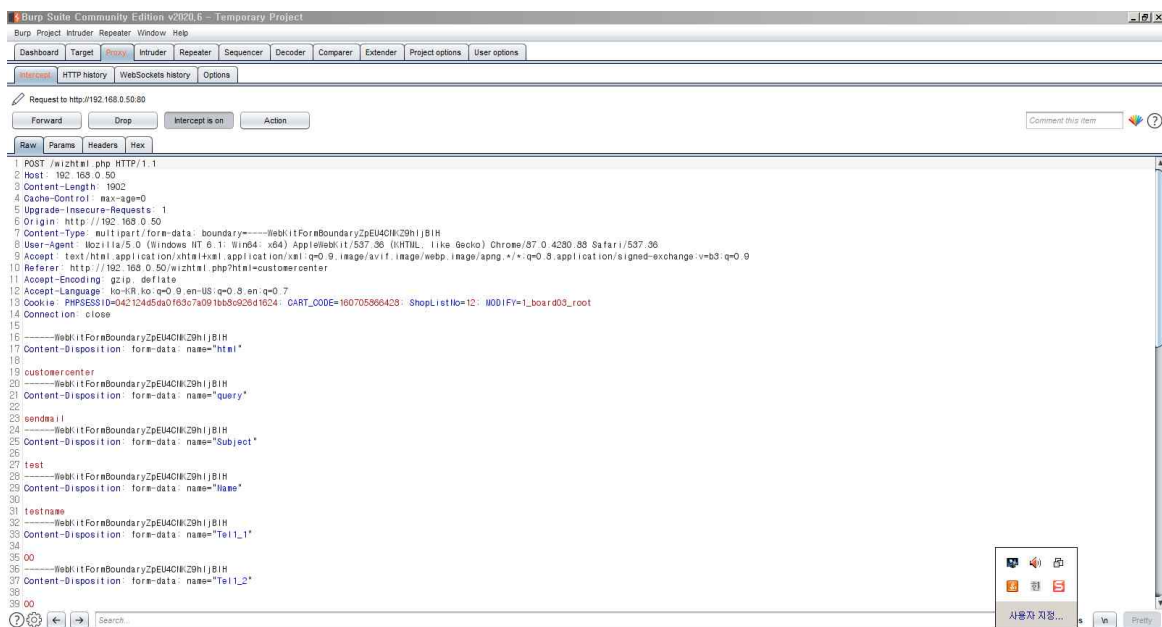 Burp Suite Community Edition v2020.6 - Temporary Project
Burp Project Intruder Repeater Window Help
Dashboard Target Proxy Intruder Repeater Sequencer Decoder Comparer Extender Project options User options
Intercept HTTP history WebSockets history Options
Request to http://192.168.0.50:80
Forward Drop Intercept is on Action Comment this item
Raw Params Headers Hex
1 POST /wizhtml.php HTTP/1.1
2 Host: 192.168.0.50
3 Content-Length: 1902
4 Cache-Control: max-age=0
5 Upgrade-Insecure-Requests: 1
6 Origin: http://192.168.0.50
7 Content-Type: multipart/form-data; boundary=----WebKitFormBoundaryZpEU4CNKZ9hIjBIH
8 User-Agent: Mozilla/5.0 (Windows NT 6.1; Win64; x64) AppleWebKit/537.36 (KHTML, like Gecko) Chrome/87.0.4280.88 Safari/537.36
9 Accept: text/html,application/xhtml+xml,application/xml;q=0.9,image/avif,image/webp,image/apng,*/*;q=0.8,application/signed-exchange;v=b3;q=0.9
10 Referer: http://192.168.0.50/wizhtml.php?html=customercenter
11 Accept-Encoding: gzip, deflate
12 Accept-Language: ko-KR,ko;q=0.9,en-US;q=0.8,en;q=0.7
13 Cookie: PHPSESSID=042124d5da0f63c7a091bb8c926d1624; CART_CODE=160705866428; ShopListNo=12; MODIFY=1_board03_root
14 Connection: close
15
16 ------WebKitFormBoundaryZpEU4CNKZ9hIjBIH
17 Content-Disposition: form-data; name="html"
18
19 customercenter
20 ------WebKitFormBoundaryZpEU4CNKZ9hIjBIH
21 Content-Disposition: form-data; name="query"
22
23 sendmail
24 ------WebKitFormBoundaryZpEU4CNKZ9hIjBIH
25 Content-Disposition: form-data; name="Subject"
26
27 test
28 ------WebKitFormBoundaryZpEU4CNKZ9hIjBIH
29 Content-Disposition: form-data; name="Name"
30
31 testname
32 ------WebKitFormBoundaryZpEU4CNKZ9hIjBIH
33 Content-Disposition: form-data; name="Tel1_1"
34
35 00
36 ------WebKitFormBoundaryZpEU4CNKZ9hIjBIH
37 Content-Disposition: form-data; name="Tel1_2"
38
39 00
Search... 사용자 지정... s \n Pretty